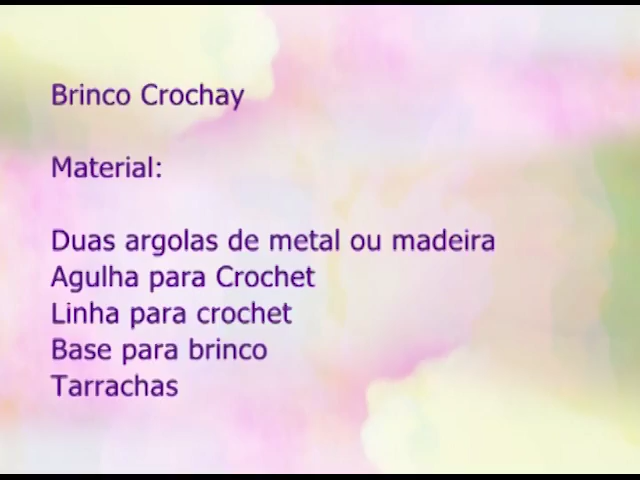 Brinco Crochay
Material:
Duas argolas de metal ou madeira
Agulha para Crochet
Linha para crochet
Base para brinco
Tarrachas